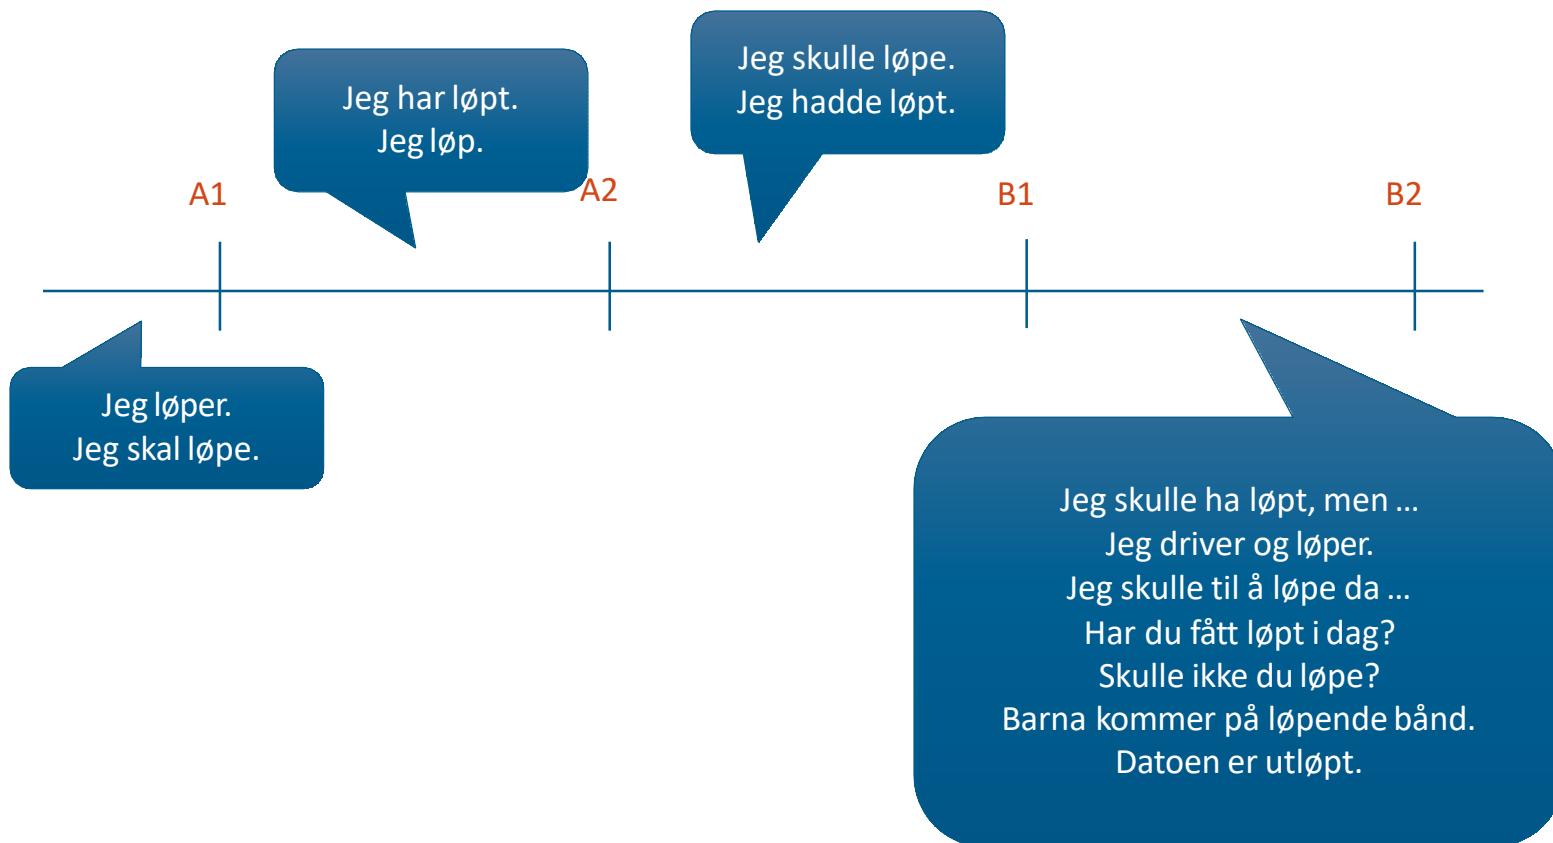 Jeg har løpt.
Jeg løp.
Jeg skulle løpe.
Jeg hadde løpt.
A1
A2
B1
B2
Jeg løper.
Jeg skal løpe.
Jeg skulle ha løpt, men ...
Jeg driver og løper.
Jeg skulle til å løpe da ...
Har du fått løpt i dag?
Skulle ikke du løpe?
Barna kommer på løpende bånd.
Datoen er utløpt.